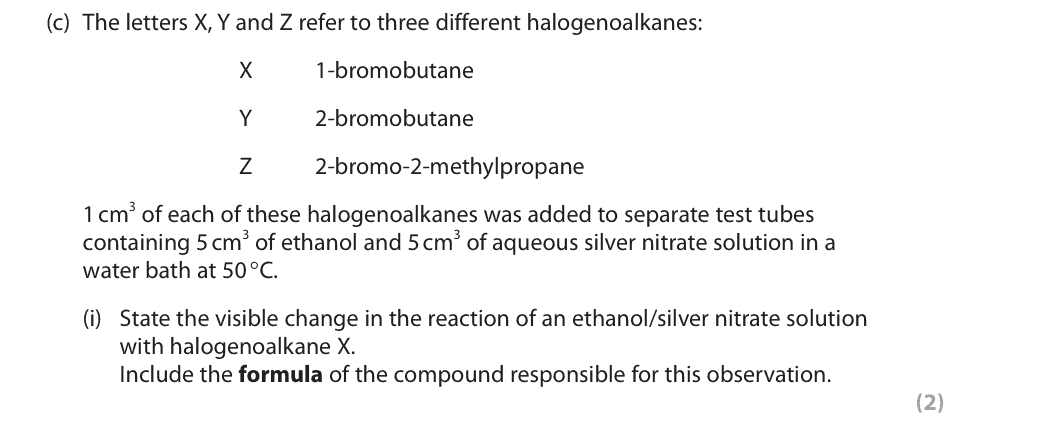 (c) The letters X, Y and Z refer to three different halogenoalkanes:
X 1-bromobutane
Y 2-bromobutane
Z 2-bromo-2-methylpropane
1 cm³ of each of these halogenoalkanes was added to separate test tubes
containing 5 cm³ of ethanol and 5 cm³ of aqueous silver nitrate solution in a
water bath at 50 °C.
(i) State the visible change in the reaction of an ethanol/silver nitrate solution
with halogenoalkane X.
Include the formula of the compound responsible for this observation.
(2)